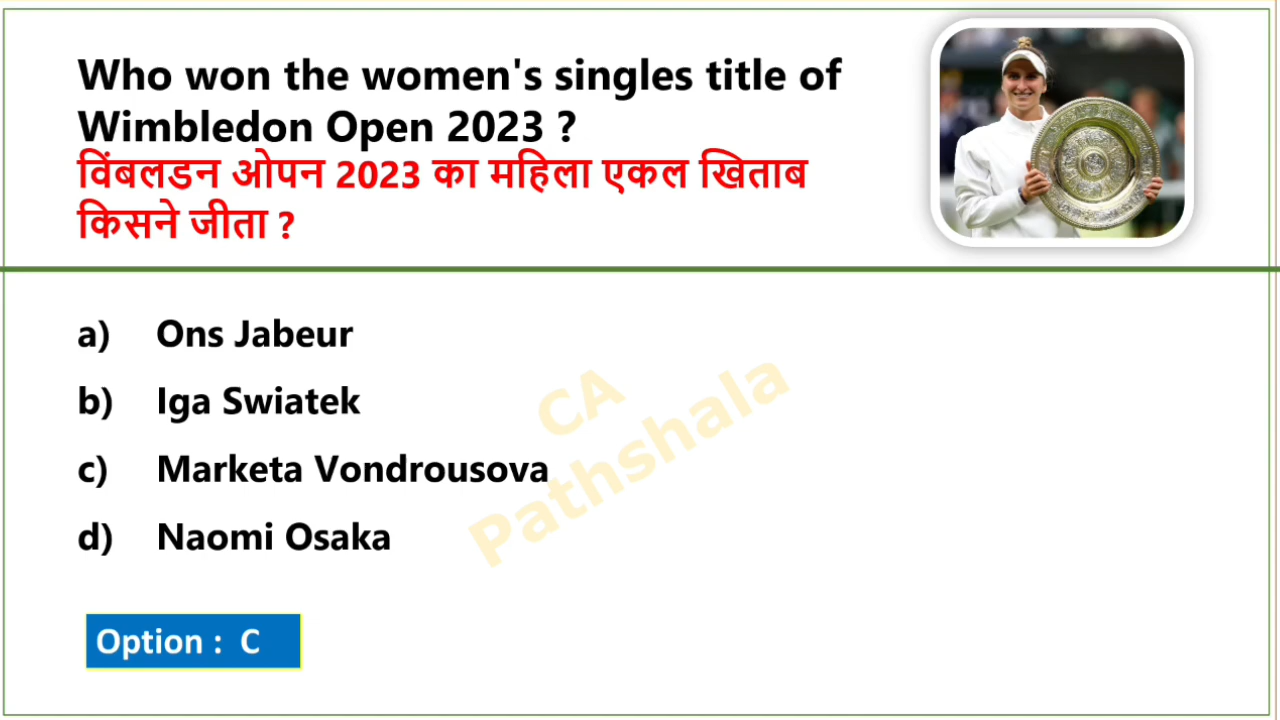 Who won the women's singles title of
Wimbledon Open 2023 ?
विंबलडन ओपन 2023 का महिला एकल खिताब
किसने जीता ?
a) Ons Jabeur
b) Iga Swiatek
c) Marketa Vondrousova
d) Naomi Osaka
CA
Pathshala
Option : C